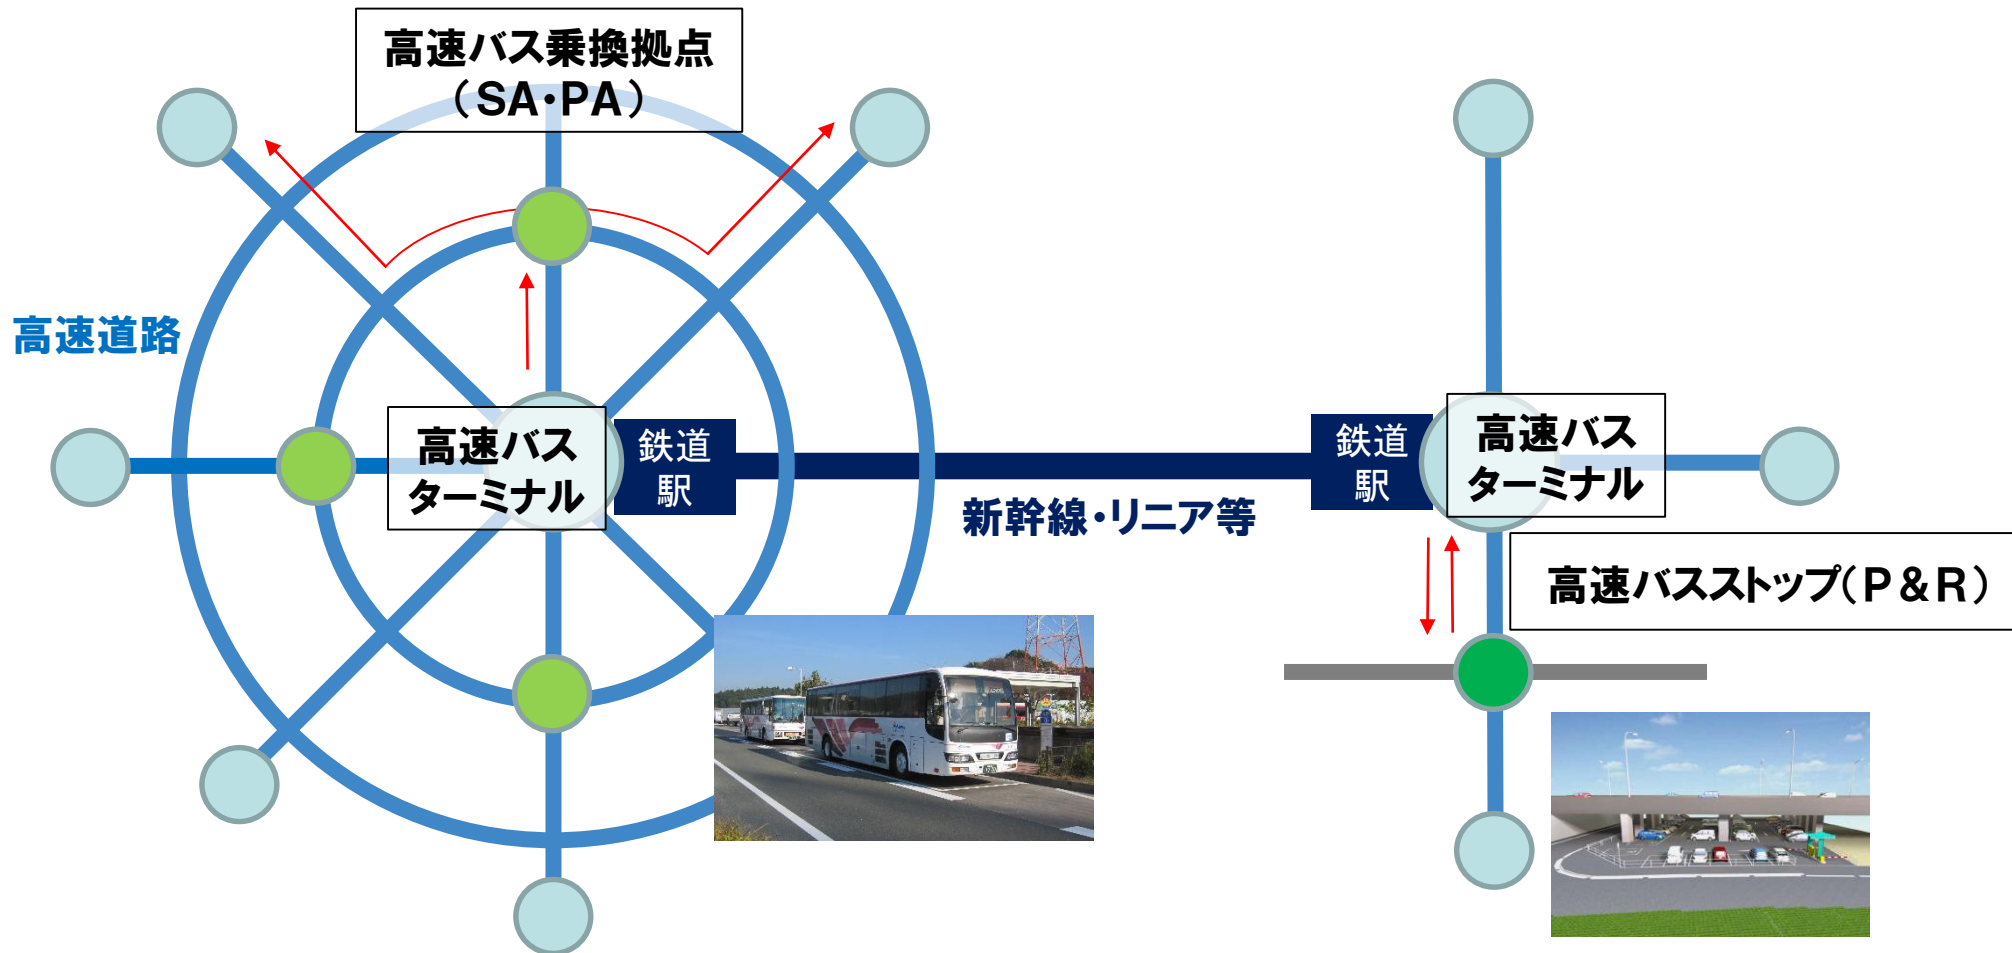 高速バス乗換拠点
（SA・PA）
高速道路
高速バス
ターミナル
鉄道
駅
新幹線・リニア等
鉄道
駅
高速バス
ターミナル
高速バスストップ（P＆R）